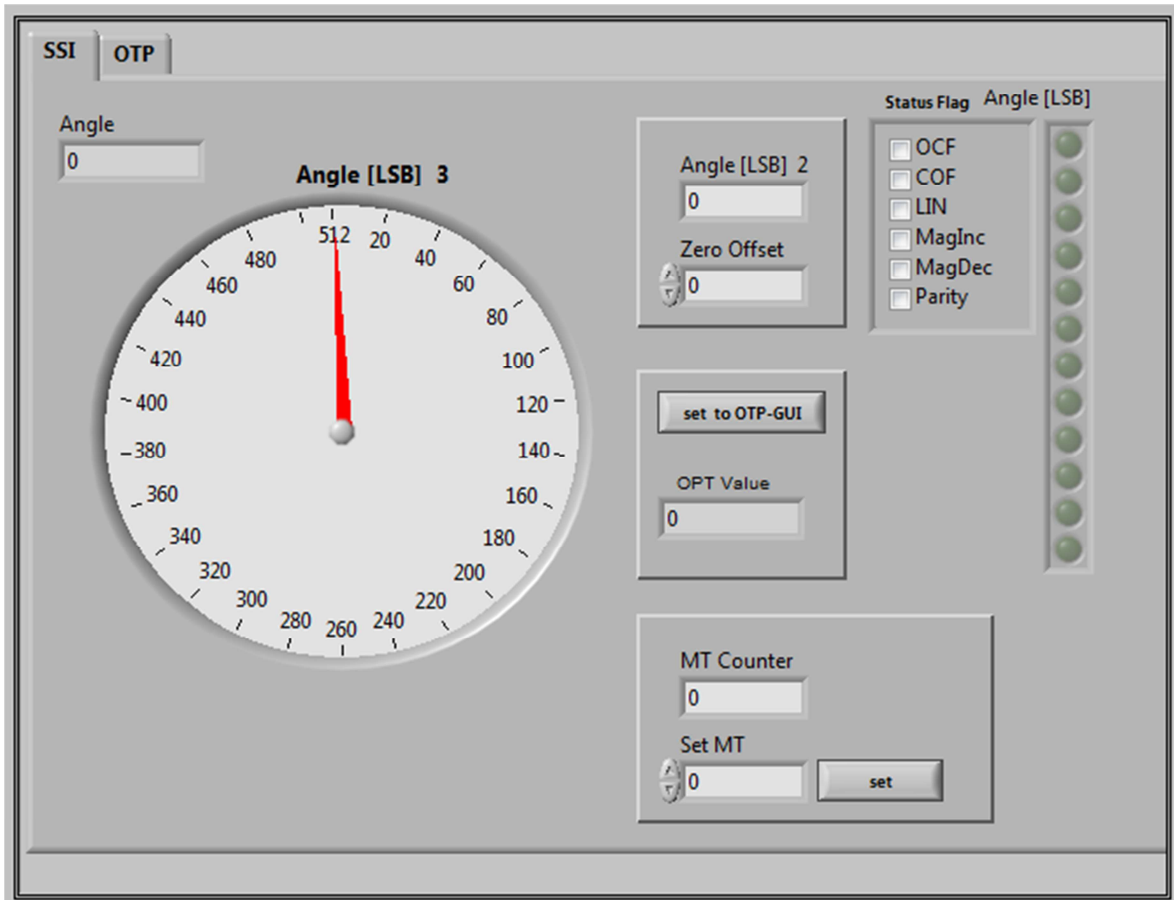 SSI OTP
Angle
0
Angle [LSB] 3
512
20
40
60
80
100
120
140
160
180
200
220
240
260
280
300
320
340
360
380
400
420
440
460
480
Angle [LSB] 2
0
Zero Offset
0
set to OTP-GUI
OPT Value
0
MT Counter
0
Set MT
0 set
Status Flag
OCF
COF
LIN
MagInc
MagDec
Parity
Angle [LSB]